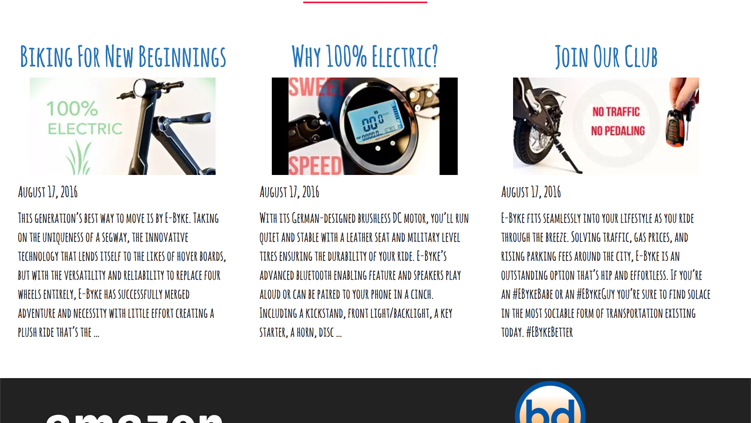 Biking For New Beginnings
100%
ELECTRIC
August 17, 2016
This generation's best way to move is by E-Byke. Taking
on the uniqueness of a segway, the innovative
technology that lends itself to the likes of hover boards,
but with the versatility and reliability to replace four
wheels entirely, E-Byke has successfully merged
adventure and necessity with little effort creating a
plush ride that's the ...
Why 100% Electric?
SWEET
SPEED
August 17, 2016
With its German-designed brushless DC motor, you'll run
quiet and stable with a leather seat and military level
tires ensuring the durability of your ride. E-Byke's
advanced bluetooth enabling feature and speakers play
aloud or can be paired to your phone in a cinch.
Including a kickstand, front light/backlight, a key
starter, a horn, disc ...
Join Our Club
NO TRAFFIC
NO PEDALING
August 17, 2016
E-Byke fits seamlessly into your lifestyle as you ride
through the breeze. Solving traffic, gas prices, and
rising parking fees around the city, E-Byke is an
outstanding option that's hip and effortless. If you're
an #EBykeBabe or an #EBykeGuy you're sure to find solace
in the most sociable form of transportation existing
today. #EBykeBetter
amazon
bd